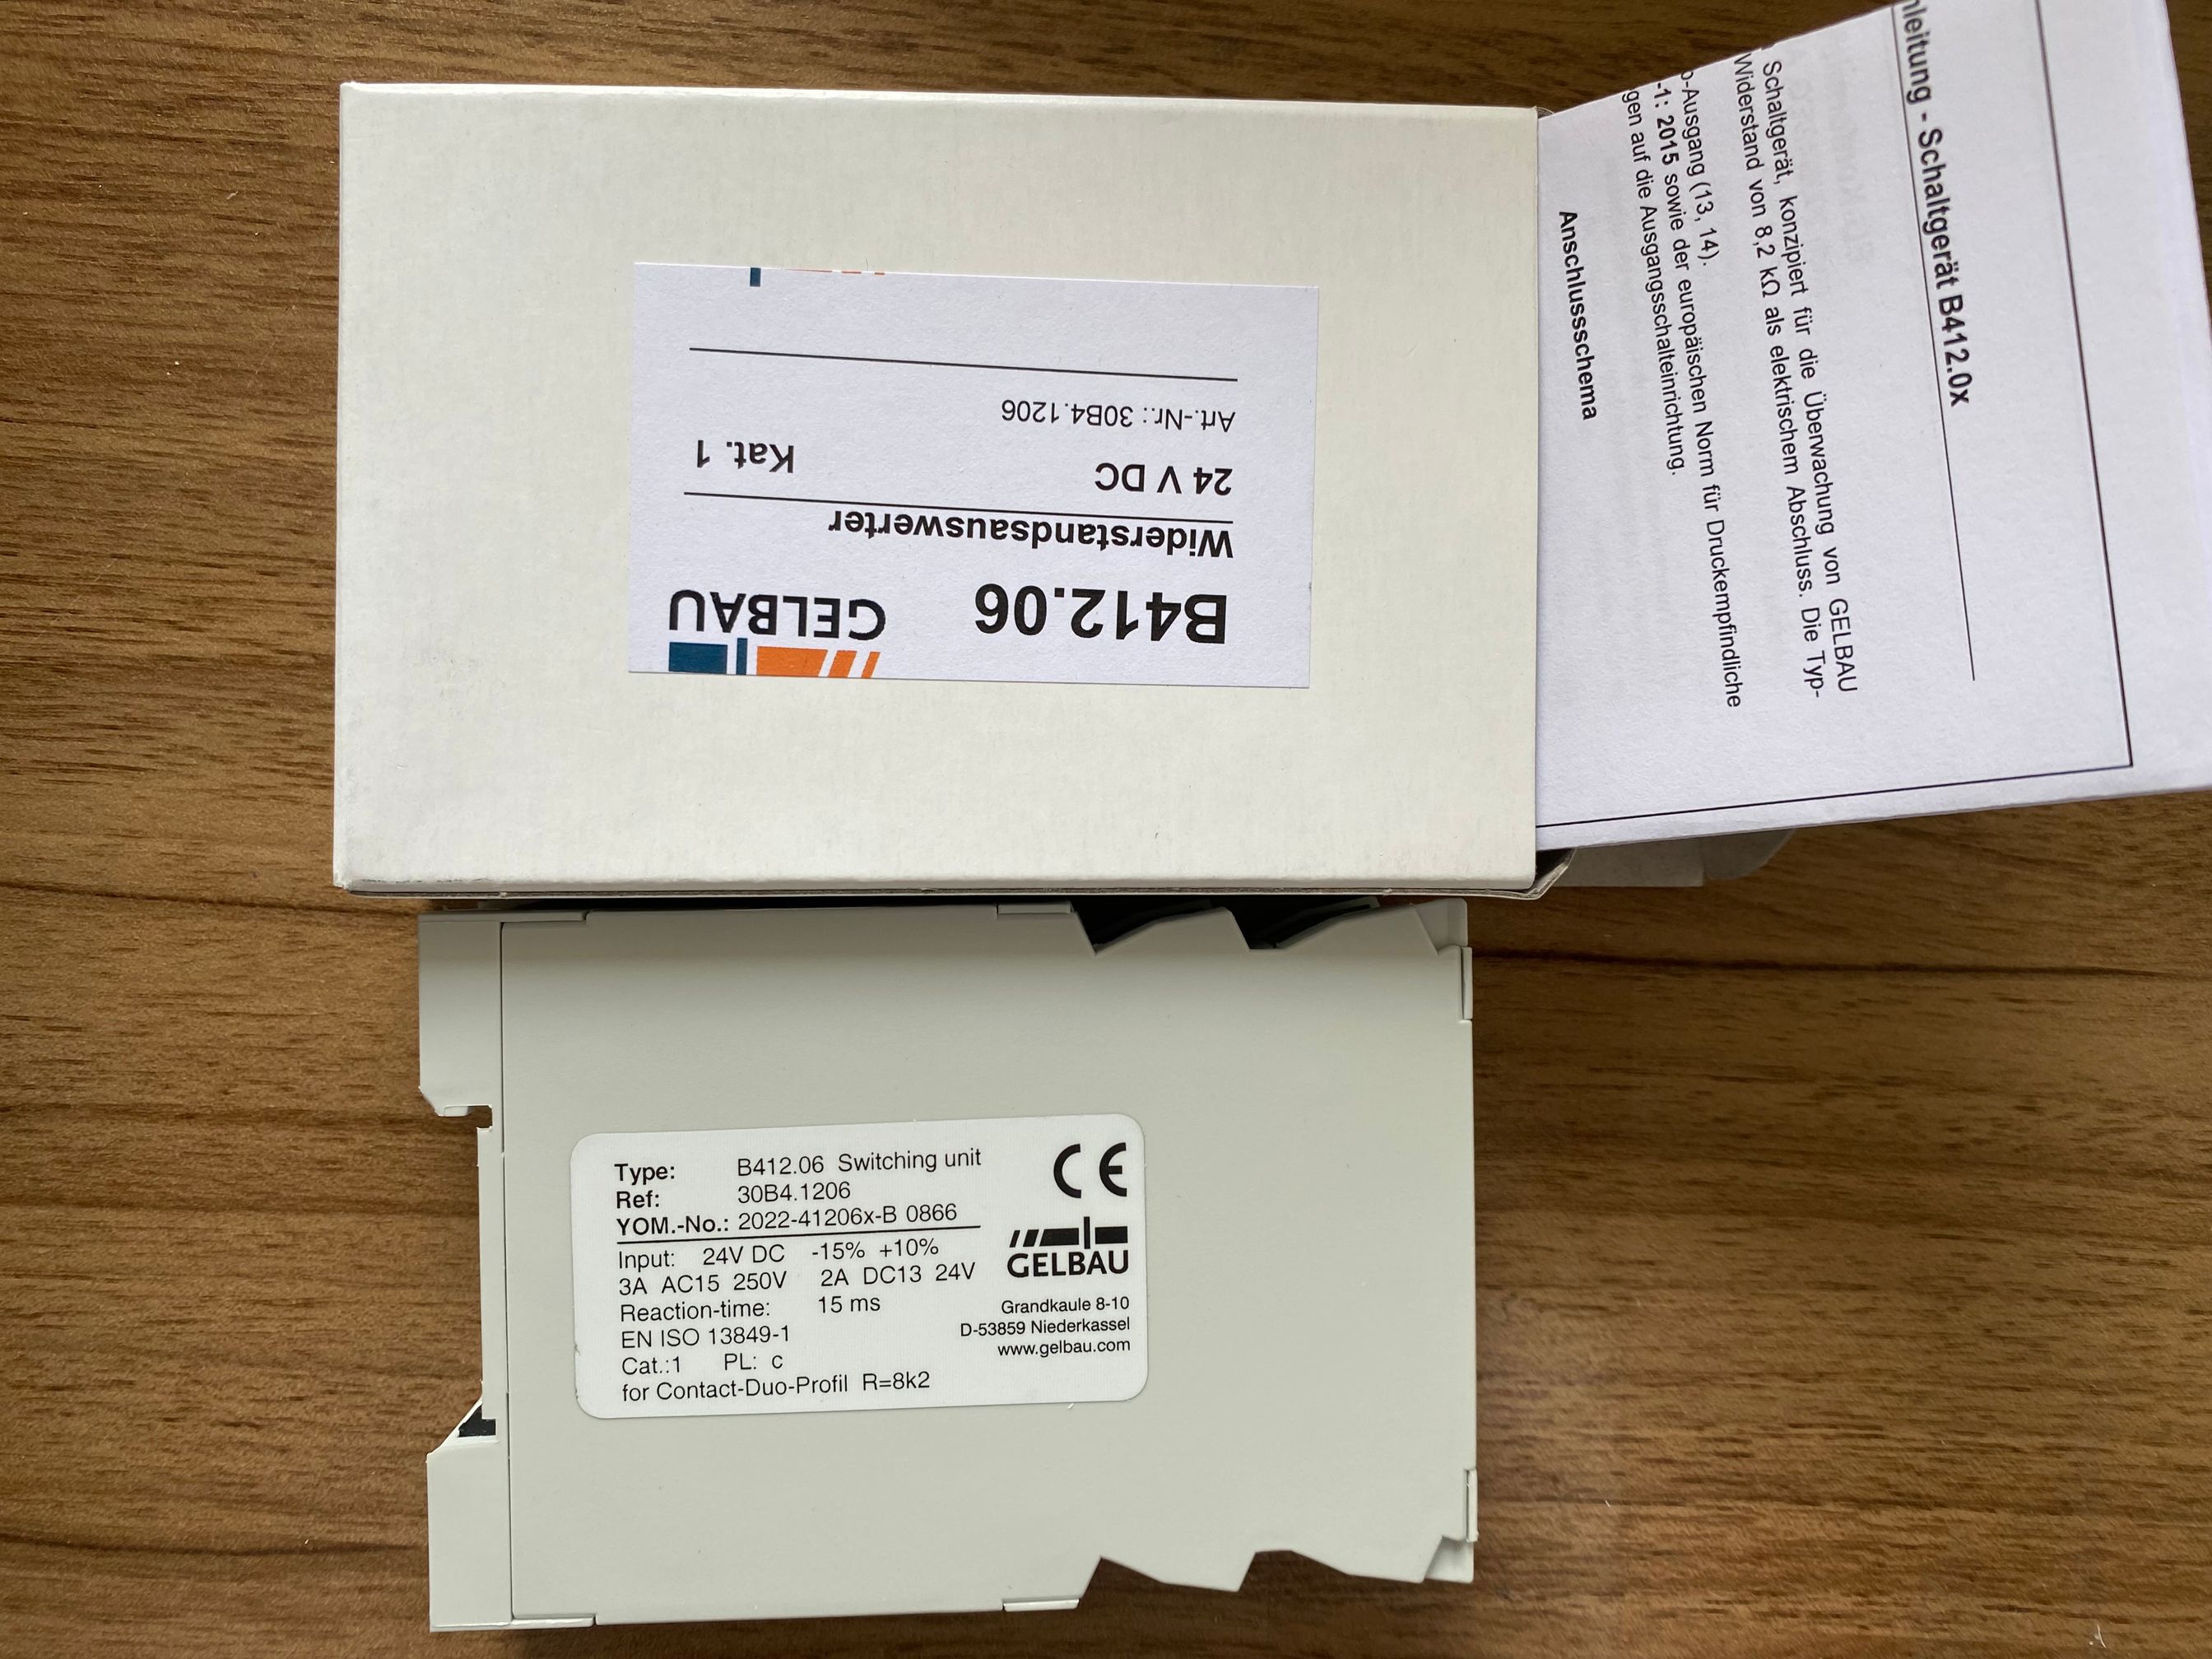 GELBAU
B412.06
Widerstandsauswerter
24 V DC Kat. 1
Art.-Nr.: 30B4.1206
nleitung - Schaltgerät B412.0x
Schaltgerät, konzipiert für die Überwachung von GELBAU
Widerstand von 8,2 kΩ als elektrischem Abschluss. Die Typ-
o-Ausgang (13, 14).
-1: 2015 sowie der europäischen Norm für Druckempfindliche
gen auf die Ausgangsschalteinrichtung.
Anschlussschema
Type: B412.06 Switching unit
Ref: 30B4.1206
YOM.-No.: 2022-41206x-B 0866
Input: 24V DC -15% +10%
3A AC15 250V 2A DC13 24V
Reaction-time: 15 ms
EN ISO 13849-1
Cat.:1 PL: c
for Contact-Duo-Profil R=8k2
CE
GELBAU
Grandkaule 8-10
D-53859 Niederkassel
www.gelbau.com